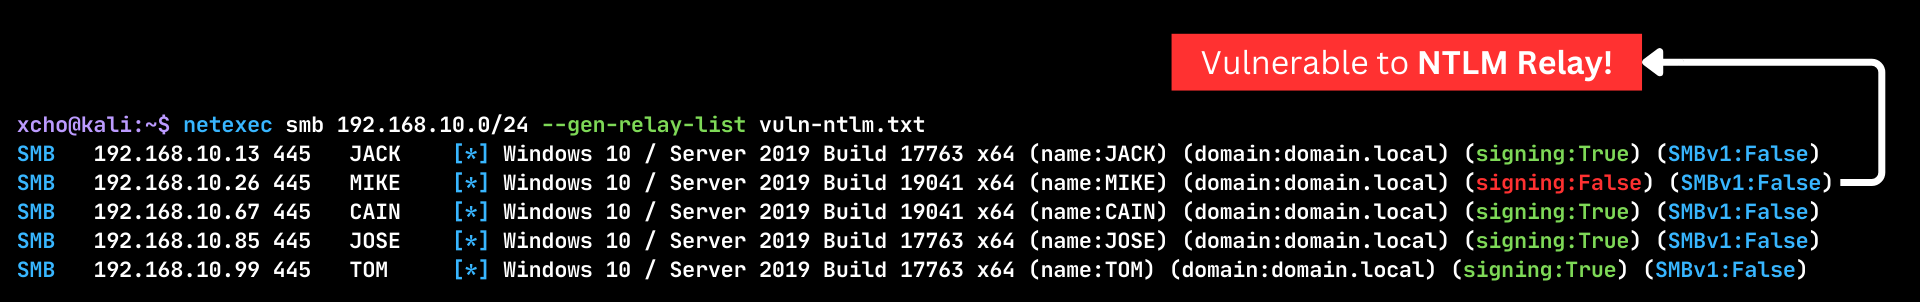 Vulnerable to NTLM Relay!
xcho@kali:~$ netexec smb 192.168.10.0/24 --gen-relay-list vuln-ntlm.txt
SMB 192.168.10.13 445 JACK [*] Windows 10 / Server 2019 Build 17763 x64 (name:JACK) (domain:domain.local) (signing:True) (SMBv1:False)
SMB 192.168.10.26 445 MIKE [*] Windows 10 / Server 2019 Build 19041 x64 (name:MIKE) (domain:domain.local) (signing:False) (SMBv1:False)
SMB 192.168.10.67 445 CAIN [*] Windows 10 / Server 2019 Build 19041 x64 (name:CAIN) (domain:domain.local) (signing:True) (SMBv1:False)
SMB 192.168.10.85 445 JOSE [*] Windows 10 / Server 2019 Build 17763 x64 (name:JOSE) (domain:domain.local) (signing:True) (SMBv1:False)
SMB 192.168.10.99 445 TOM [*] Windows 10 / Server 2019 Build 17763 x64 (name:TOM) (domain:domain.local) (signing:True) (SMBv1:False)